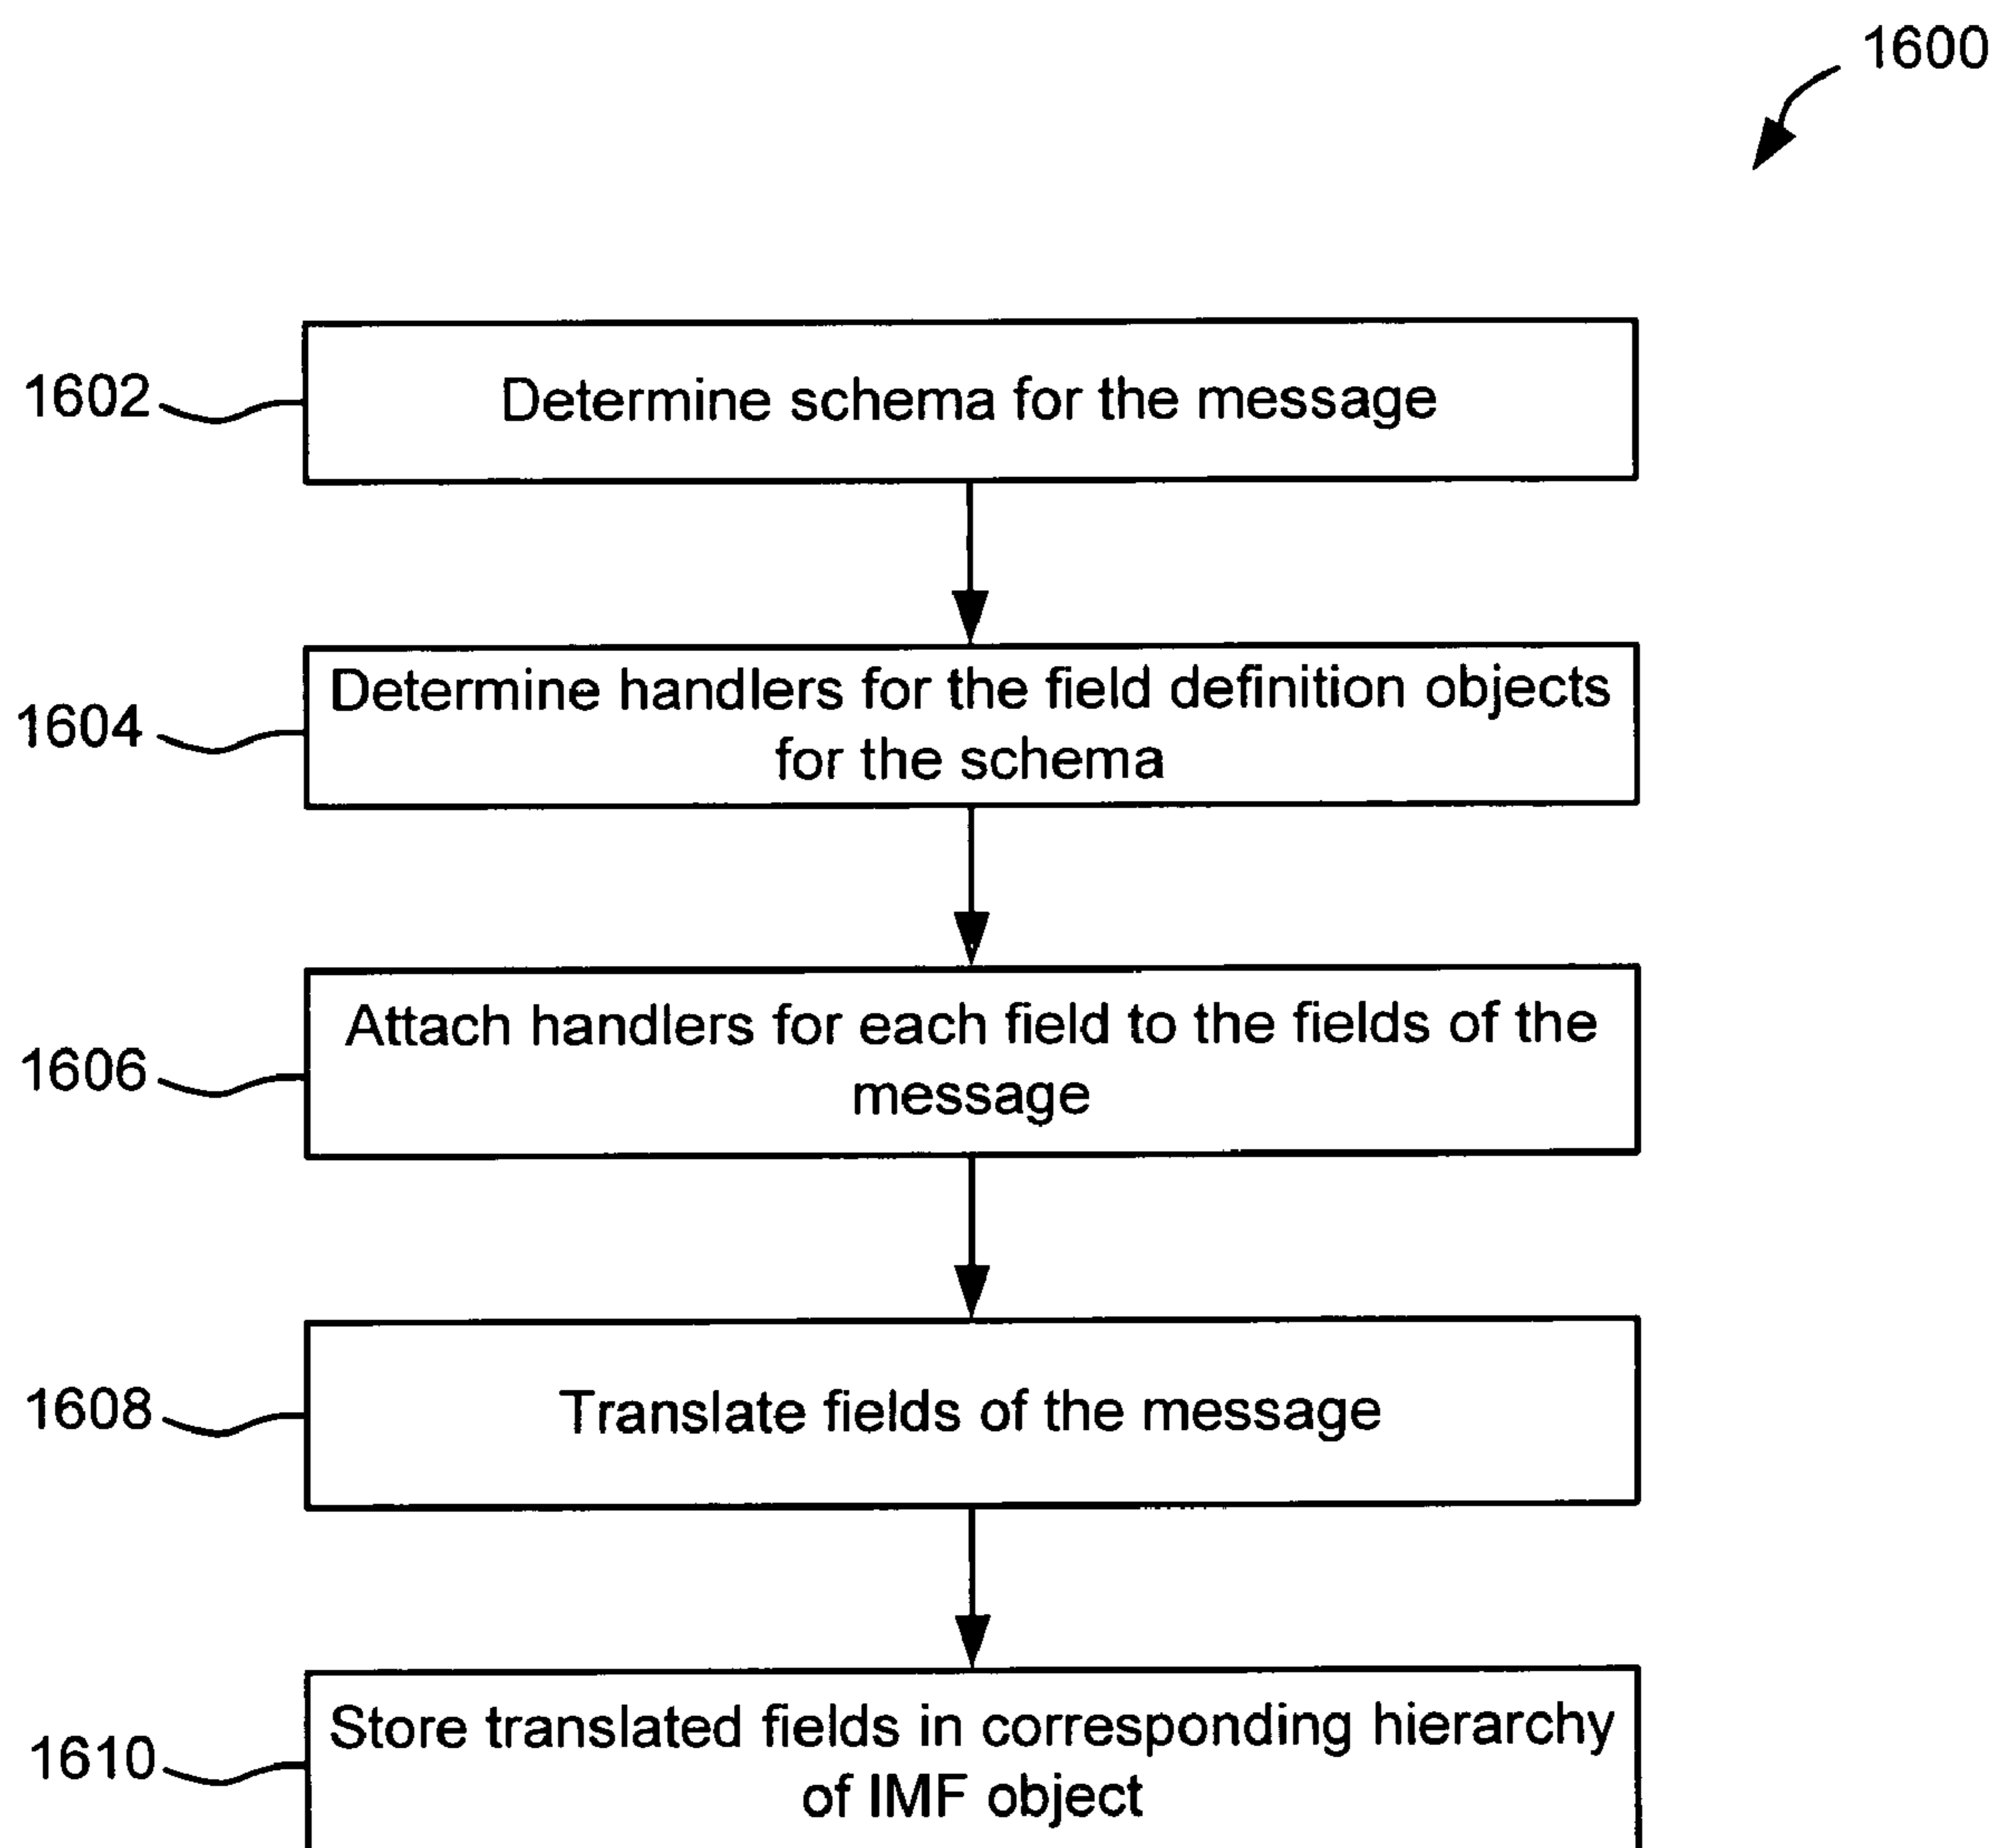 1600
1602
Determine schema for the message
1604
Determine handlers for the field definition objects
for the schema
1606
Attach handlers for each field to the fields of the
message
1608
Translate fields of the message
1610
Store translated fields in corresponding hierarchy
of IMF object